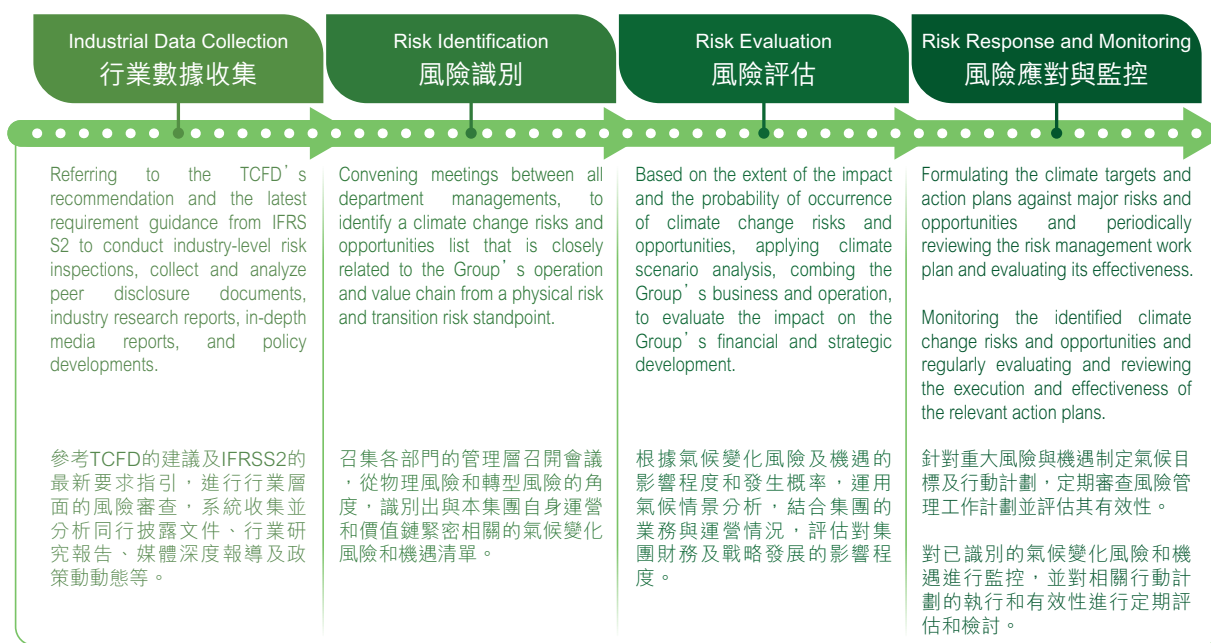 Industrial Data Collection
行業數據收集
Referring to the TCFD's
recommendation and the latest
requirement guidance from IFRS
S2 to conduct industry-level risk
inspections, collect and analyze
peer disclosure documents,
industry research reports, in-depth
media reports, and policy
developments.
參考TCFD的建議及IFRSS2的
最新要求指引，進行行業層
面的風險審查，系統收集並
分析同行披露文件、行業研
究報告、媒體深度報導及政
策動動態等。
Risk Identification
風險識別
Convening meetings between all
department managements, to
identify a climate change risks and
opportunities list that is closely
related to the Group's operation
and value chain from a physical risk
and transition risk standpoint.
召集各部門的管理層召開會議
，從物理風險和轉型風險的角
度，識別出與本集團自身運營
和價值鏈緊密相關的氣候變化
風險和機遇清單。
Risk Evaluation
風險評估
Based on the extent of the impact
and the probability of occurrence
of climate change risks and
opportunities, applying climate
scenario analysis, combing the
Group's business and operation,
to evaluate the impact on the
Group's financial and strategic
development.
根據氣候變化風險及機遇的
影響程度和發生概率，運用
氣候情景分析，結合集團的
業務與運營情況，評估對集
團財務及戰略發展的影響程
度。
Risk Response and Monitoring
風險應對與監控
Formulating the climate targets and
action plans against major risks and
opportunities and periodically
reviewing the risk management work
plan and evaluating its effectiveness.
Monitoring the identified climate
change risks and opportunities and
regularly evaluating and reviewing
the execution and effectiveness of
the relevant action plans.
針對重大風險與機遇制定氣候目
標及行動計劃，定期審查風險管
理工作計劃並評估其有效性。
對已識別的氣候變化風險和機
遇進行監控，並對相關行動計
劃的執行和有效性進行定期評
估和檢討。